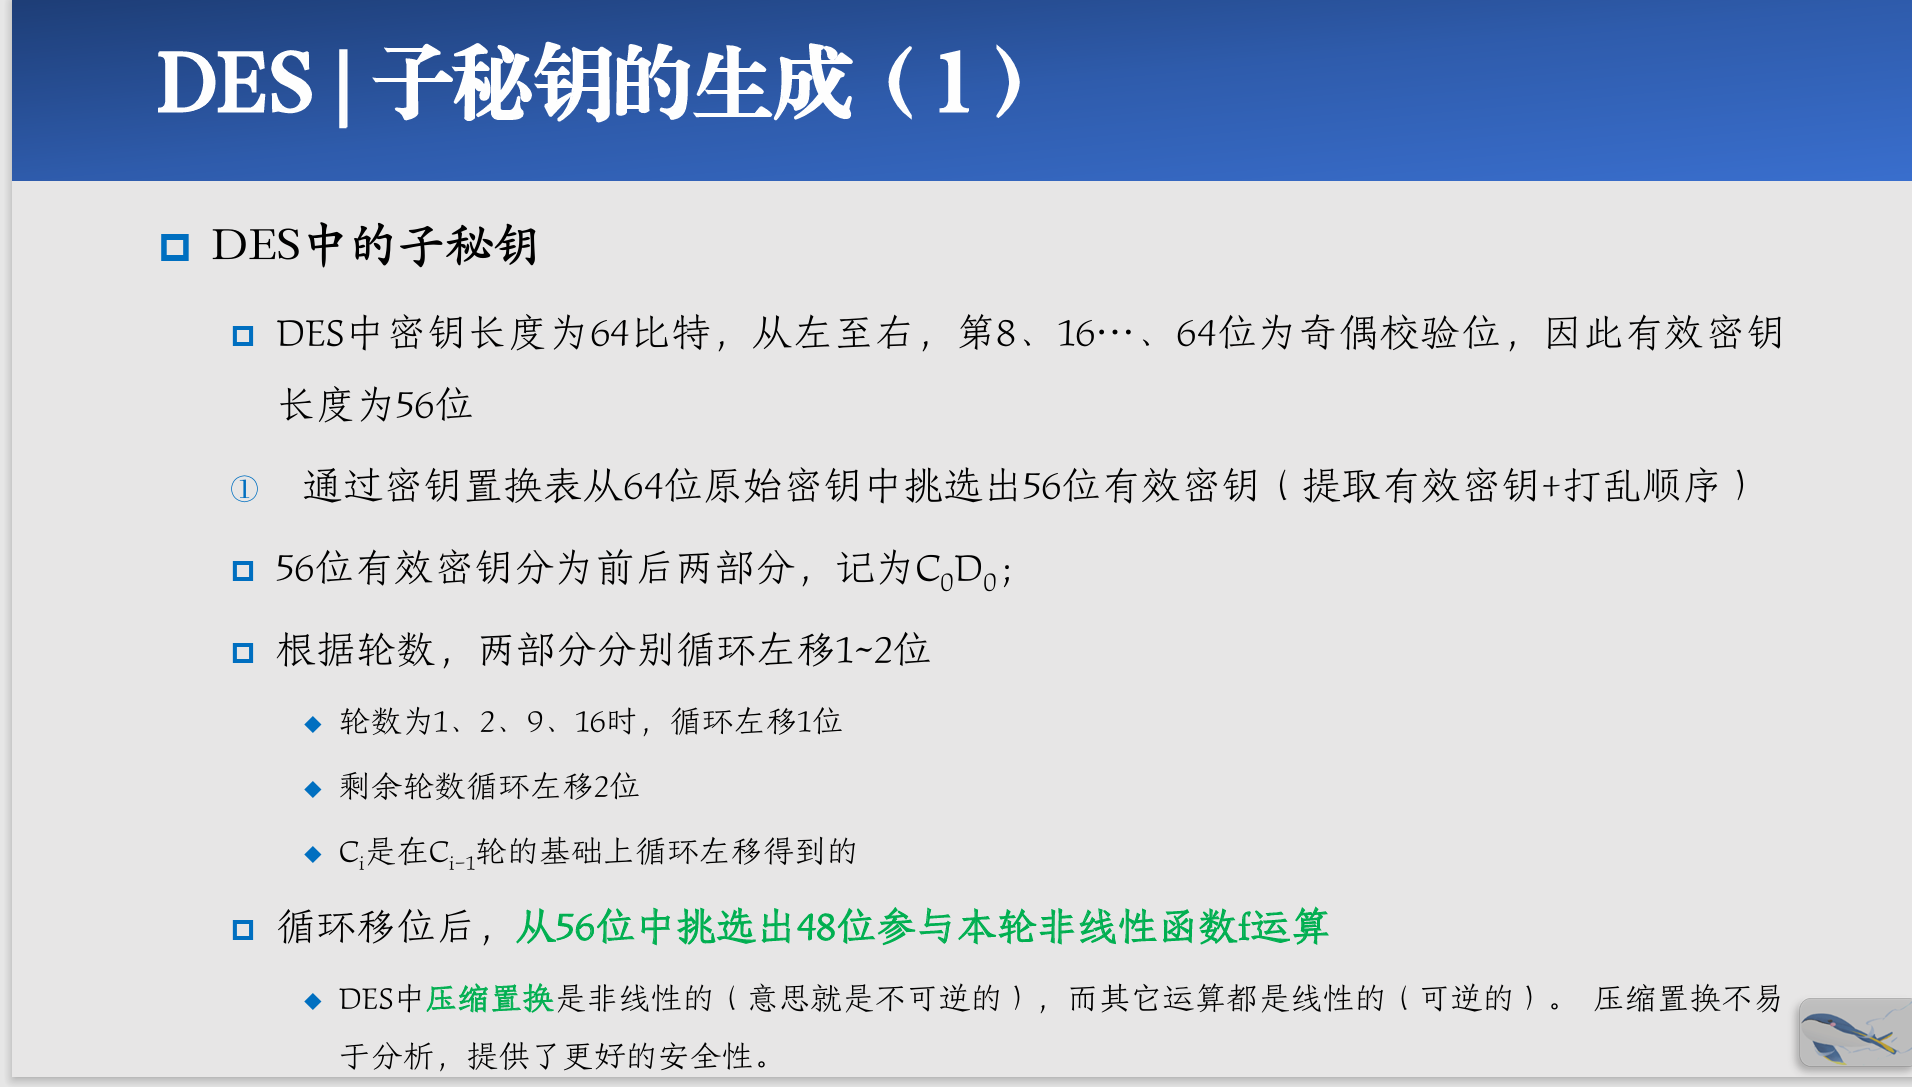 DES | 子秘钥的生成（1）
DES中的子秘钥
DES中密钥长度为64比特，从左至右，第8、16…、64位为奇偶校验位，因此有效密钥
长度为56位
① 通过密钥置换表从64位原始密钥中挑选出56位有效密钥（提取有效密钥+打乱顺序）
56位有效密钥分为前后两部分，记为C0D0；
根据轮数，两部分分别循环左移1~2位
轮数为1、2、9、16时，循环左移1位
剩余轮数循环左移2位
Ci是在Ci-1轮的基础上循环左移得到的
循环移位后，从56位中挑选出48位参与本轮非线性函数f运算
DES中压缩置换是非线性的（意思就是不可逆的），而其它运算都是线性的（可逆的）。 压缩置换不易
于分析，提供了更好的安全性。